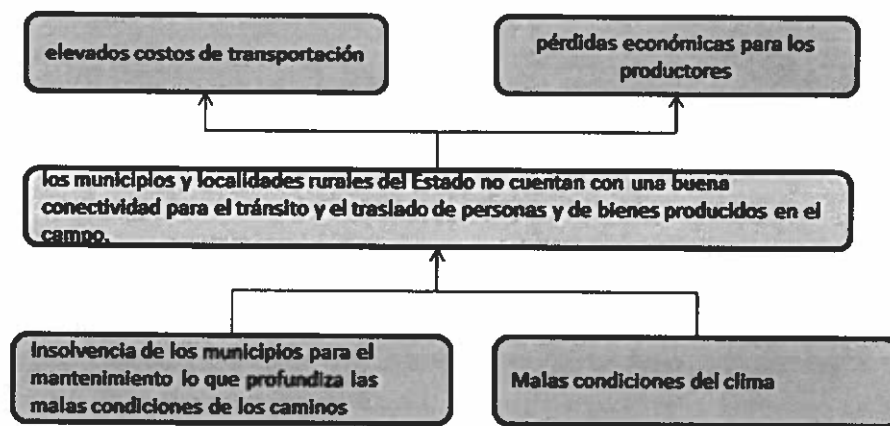 elevados costos de transportación
pérdidas económicas para los
productores
los municipios y localidades rurales del Estado no cuentan con una buena
conectividad para el tránsito y el traslado de personas y de bienes producidos en el
campo.
Insolvencia de los municipios para el
mantenimiento lo que profundiza las
malas condiciones de los caminos
Malas condiciones del clima